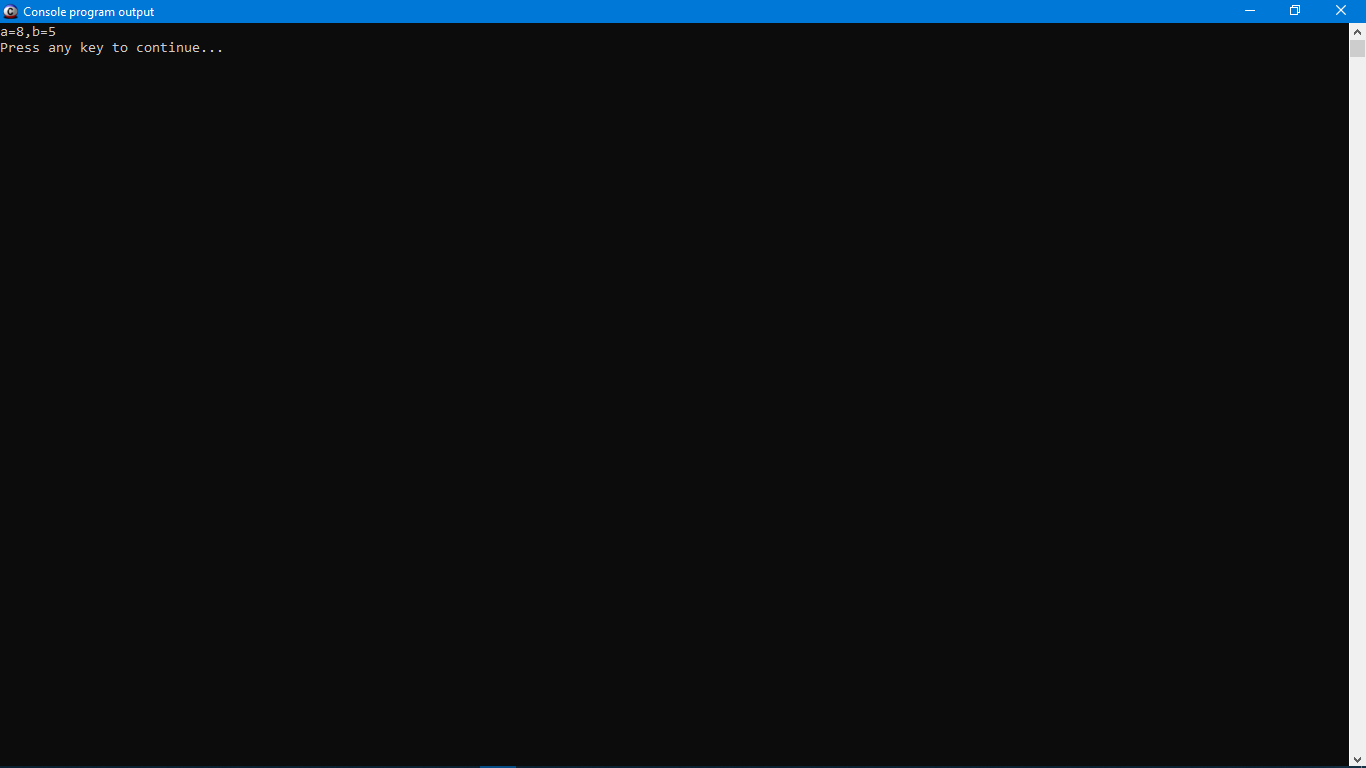 Console program output
a=8,b=5
Press any key to continue...